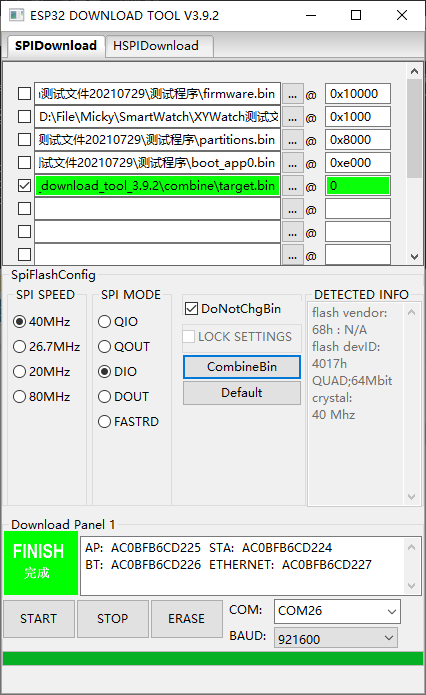 ESP32 DOWNLOAD TOOL V3.9.2
SPIDownload HSPIDownload
测试文件20210729\测试程序\firmware.bin ... @ 0x10000
D:\File\Micky\SmartWatch\XYWatch测试文 ... @ 0x1000
测试文件20210729\测试程序\partitions.bin ... @ 0x8000
试文件20210729\测试程序\boot_app0.bin ... @ 0xe000
_download_tool_3.9.2\combine\target.bin ... @ 0
... @
... @
... @
SpiFlashConfig
SPI SPEED
40MHz
26.7MHz
20MHz
80MHz
SPI MODE
QIO
QOUT
DIO
DOUT
FASTRD
DoNotChgBin
LOCK SETTINGS
CombineBin
Default
DETECTED INFO
flash vendor:
68h : N/A
flash devID:
4017h
QUAD;64Mbit
crystal:
40 Mhz
Download Panel 1
FINISH
完成
AP: AC0BFB6CD225 STA: AC0BFB6CD224
BT: AC0BFB6CD226 ETHERNET: AC0BFB6CD227
START STOP ERASE
COM: COM26
BAUD: 921600